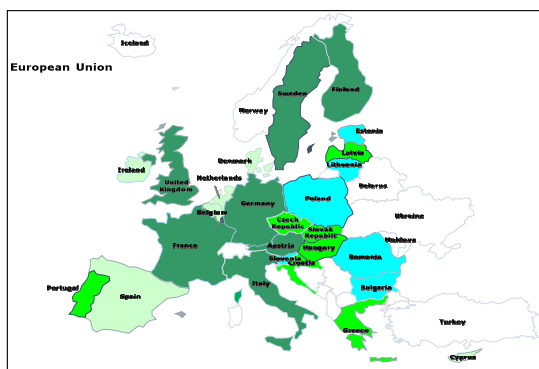 Iceland
European Union
Sweden
Finland
Norway
Estonia
Latvia
Lithuania
Denmark
Ireland
Netherlands
United
Kingdom
Belarus
Poland
Germany
Belgium
Ukraine
Czech
Republic
Slovak
Republic
Moldova
France
Austria
Hungary
Slovenia
Croatia
Romania
Italy
Portugal
Spain
Bulgaria
Turkey
Greece
Cyprus